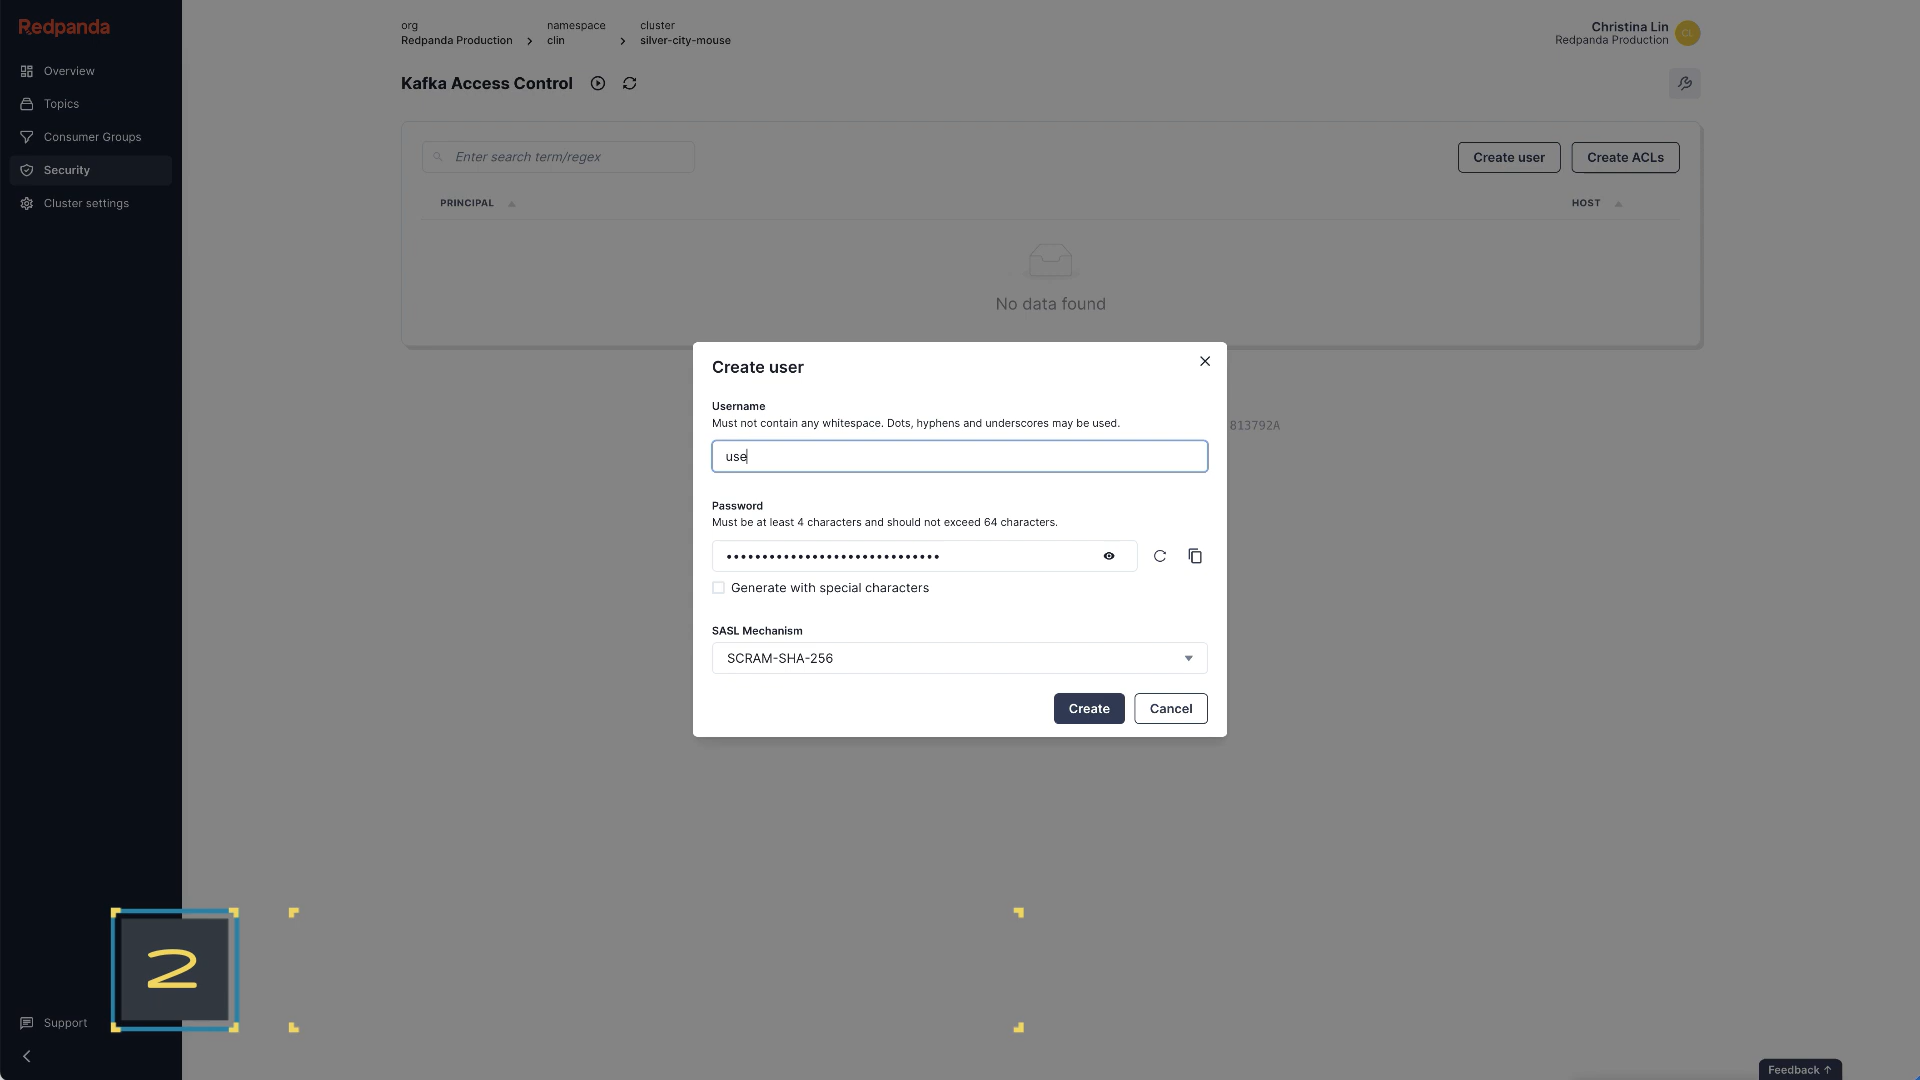 Redpanda
Overview
Topics
Consumer Groups
Security
Cluster settings
Support
org
Redpanda Production
namespace
clin
cluster
silver-city-mouse
Christina Lin
Redpanda Production
CL
Kafka Access Control
Enter search term/regex
Create user
Create ACLs
PRINCIPAL
HOST
No data found
813792A
Create user
Username
Must not contain any whitespace. Dots, hyphens and underscores may be used.
use
Password
Must be at least 4 characters and should not exceed 64 characters.
••••••••••••••••••••••••••••••
Generate with special characters
SASL Mechanism
SCRAM-SHA-256
Create
Cancel
2
Feedback ↑